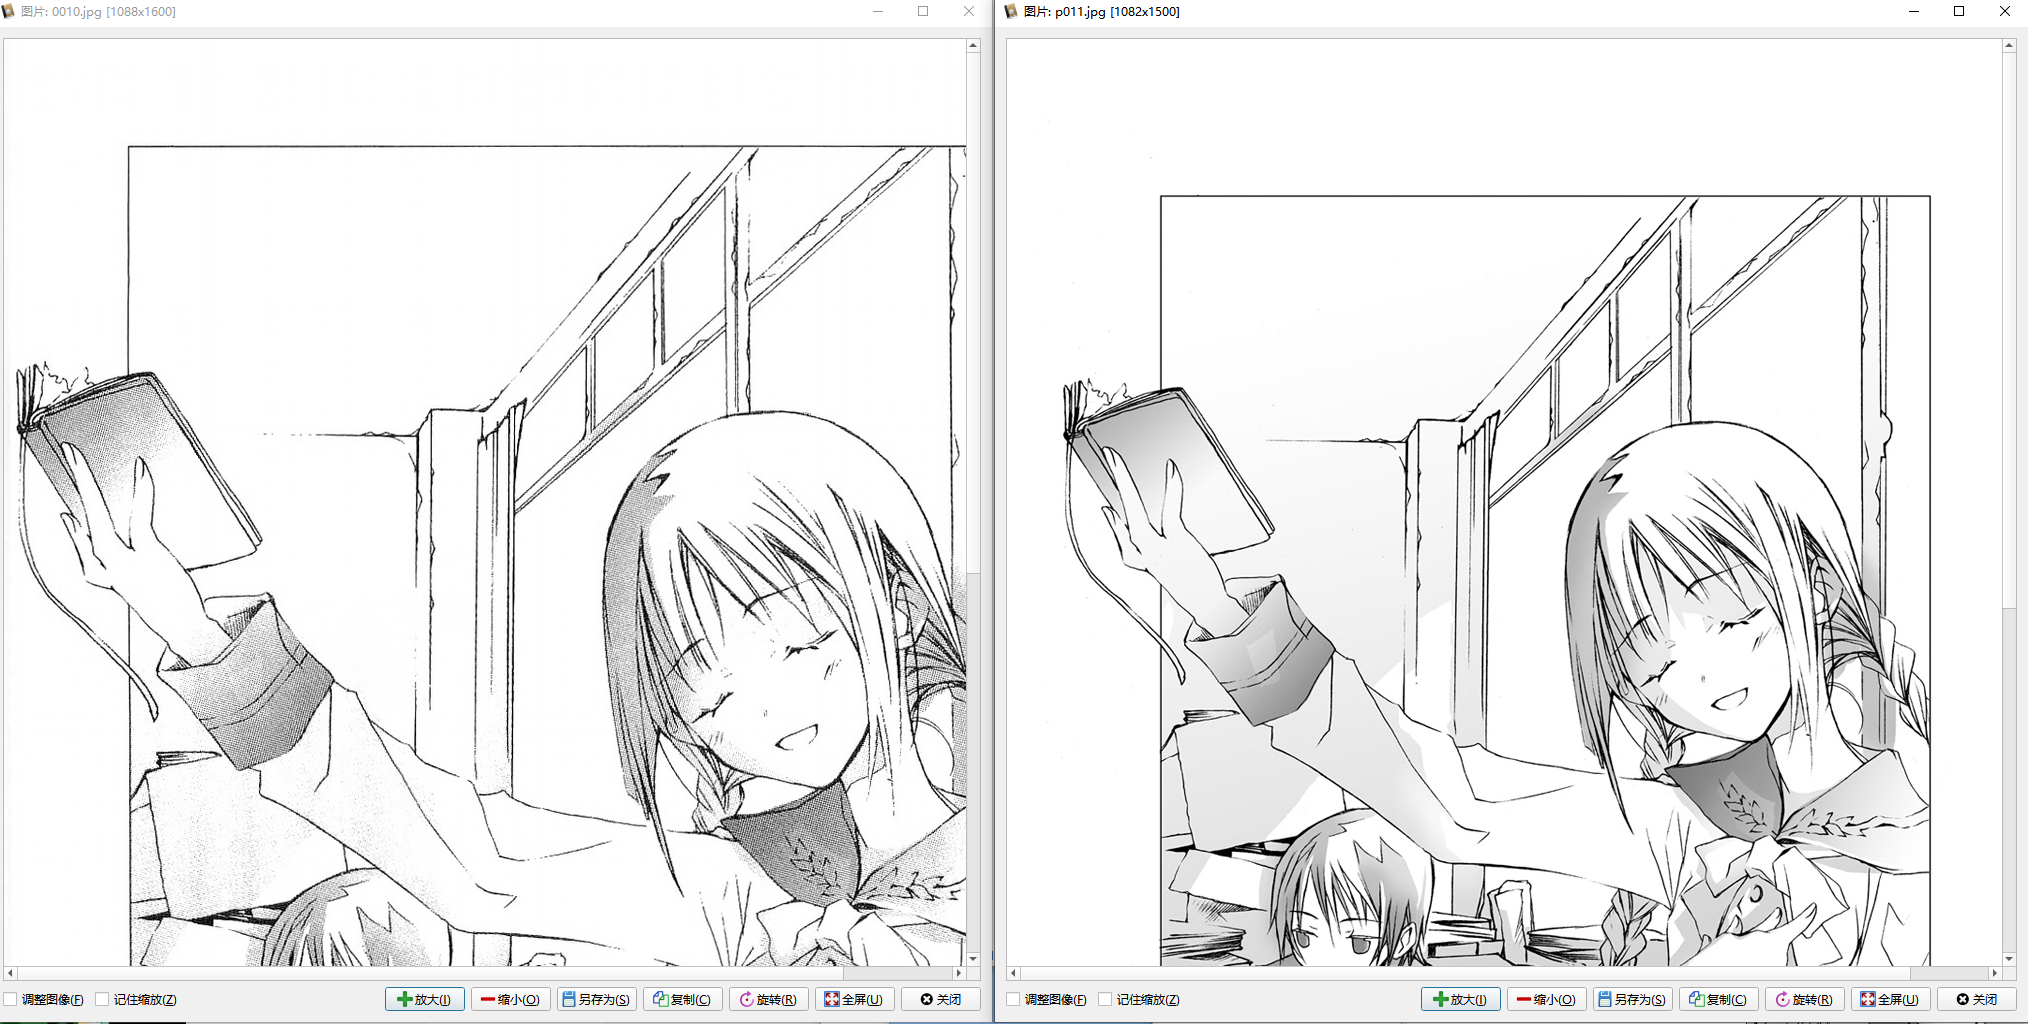 图片: 0010.jpg [1088x1600]
图片: p011.jpg [1082x1500]
调整图像(F)
记住缩放(Z)
放大(I)
缩小(O)
另存为(S)
复制(C)
旋转(R)
全屏(U)
关闭
调整图像(F)
记住缩放(Z)
放大(I)
缩小(O)
另存为(S)
复制(C)
旋转(R)
全屏(U)
关闭